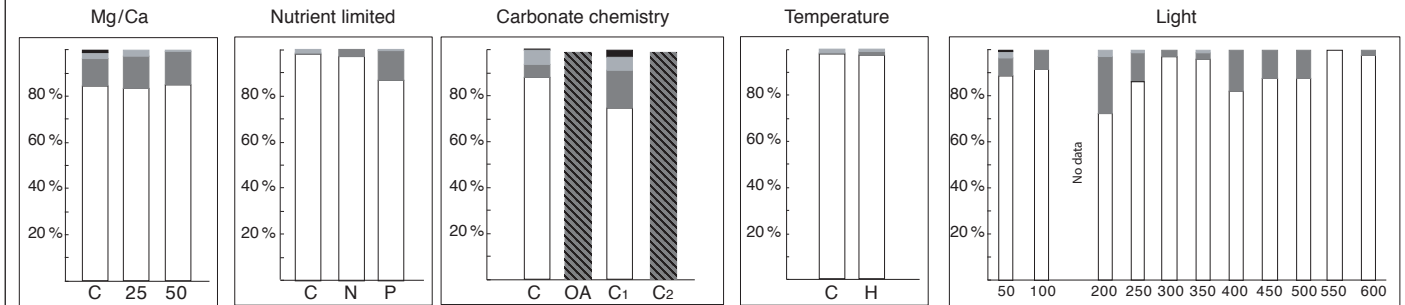 Mg/Ca
80 %
60 %
40 %
20 %
C 25 50
Nutrient limited
80 %
60 %
40 %
20 %
C N P
Carbonate chemistry
80 %
60 %
40 %
20 %
C OA C1 C2
Temperature
80 %
60 %
40 %
20 %
C H
Light
80 %
60 %
40 %
20 %
No data
50 100 200 250 300 350 400 450 500 550 600